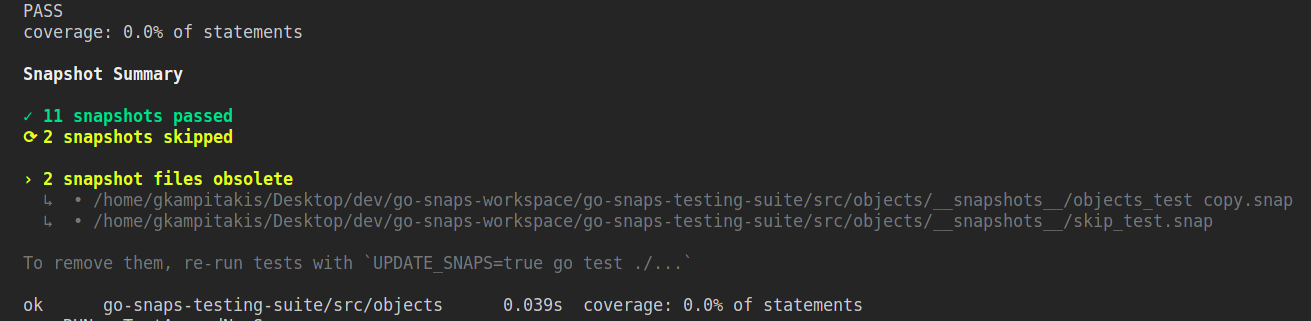 PASS
coverage: 0.0% of statements
Snapshot Summary
✓ 11 snapshots passed
⟳ 2 snapshots skipped
› 2 snapshot files obsolete
↳ • /home/gkampitakis/Desktop/dev/go-snaps-workspace/go-snaps-testing-suite/src/objects/__snapshots__/objects_test copy.snap
↳ • /home/gkampitakis/Desktop/dev/go-snaps-workspace/go-snaps-testing-suite/src/objects/__snapshots__/skip_test.snap
To remove them, re-run tests with `UPDATE_SNAPS=true go test ./...`
ok go-snaps-testing-suite/src/objects 0.039s coverage: 0.0% of statements